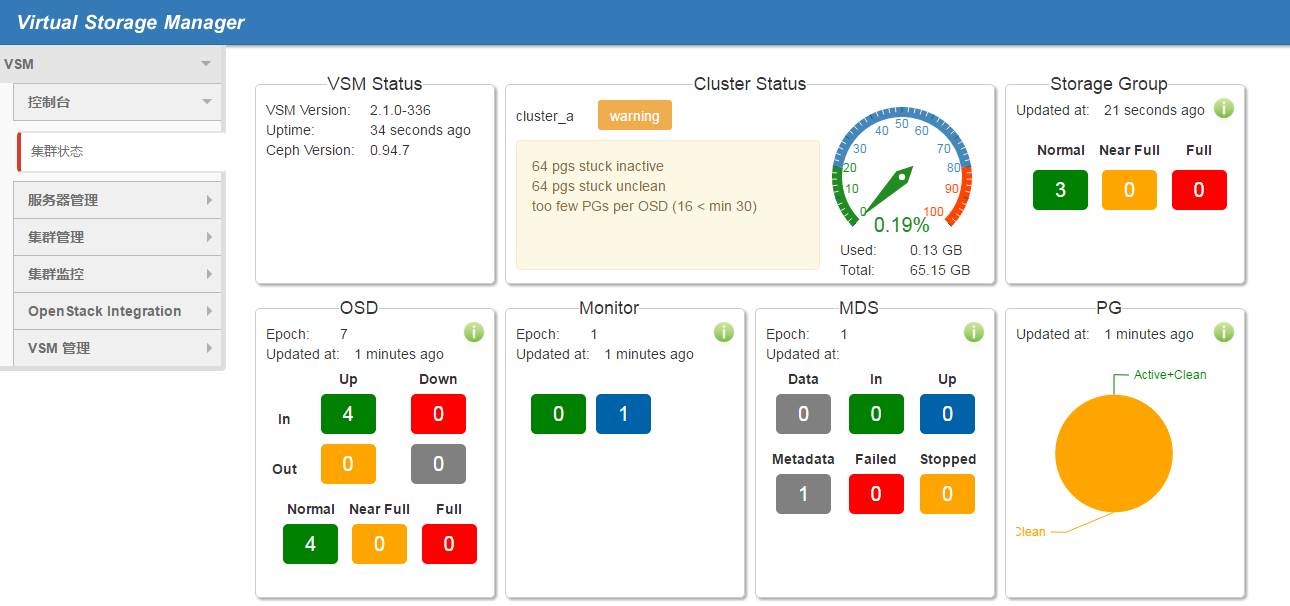 Virtual Storage Manager
VSM
控制台
集群状态
服务器管理
集群管理
集群监控
OpenStack Integration
VSM 管理
VSM Status
VSM Version: 2.1.0-336
Uptime: 34 seconds ago
Ceph Version: 0.94.7
Cluster Status
cluster_a warning
64 pgs stuck inactive
64 pgs stuck unclean
too few PGs per OSD (16 < min 30)
0 10 20 30 40 50 60 70 80 90 100
0.19%
Used: 0.13 GB
Total: 65.15 GB
Storage Group
Updated at: 21 seconds ago i
Normal Near Full Full
3 0 0
OSD
Epoch: 7 i
Updated at: 1 minutes ago
Up Down
In 4 0
Out 0 0
Normal Near Full Full
4 0 0
Monitor
Epoch: 1 i
Updated at: 1 minutes ago
0 1
MDS
Epoch: 1 i
Updated at:
Data In Up
0 0 0
Metadata Failed Stopped
1 0 0
PG
Updated at: 1 minutes ago i
Active+Clean
Clean